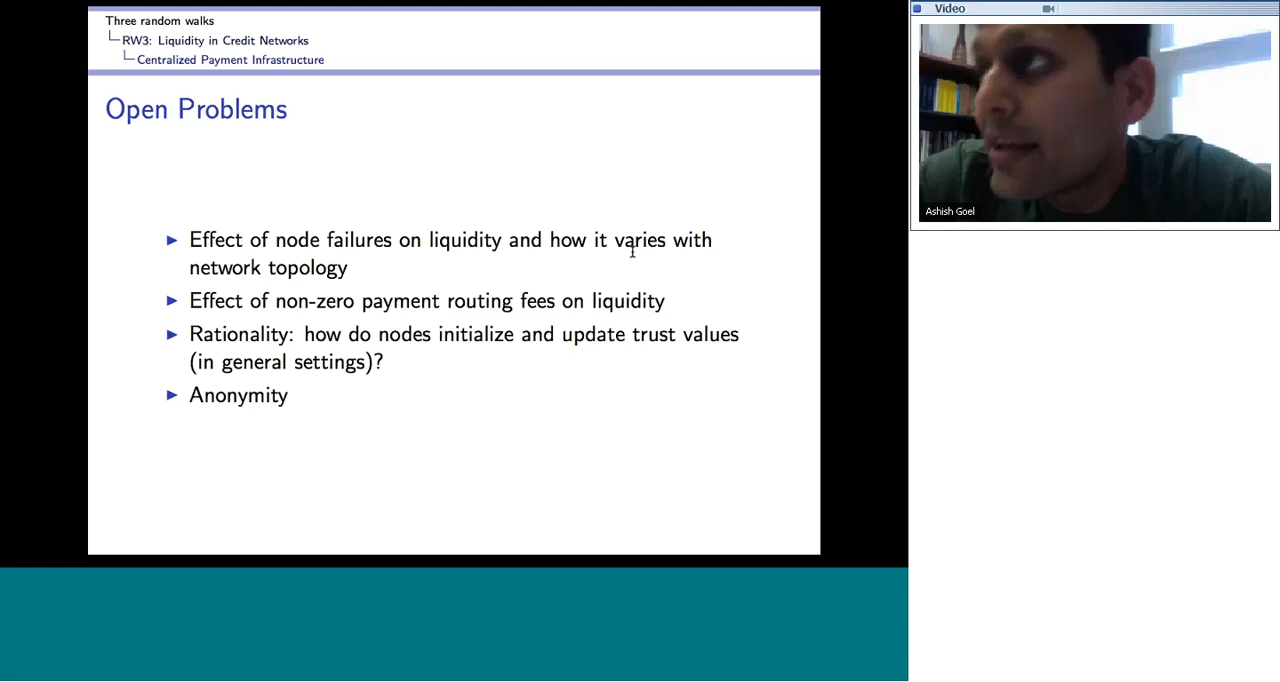 Three random walks
RW3: Liquidity in Credit Networks
Centralized Payment Infrastructure
Open Problems
Effect of node failures on liquidity and how it varies with
network topology
Effect of non-zero payment routing fees on liquidity
Rationality: how do nodes initialize and update trust values
(in general settings)?
Anonymity
Video
Ashish Goel